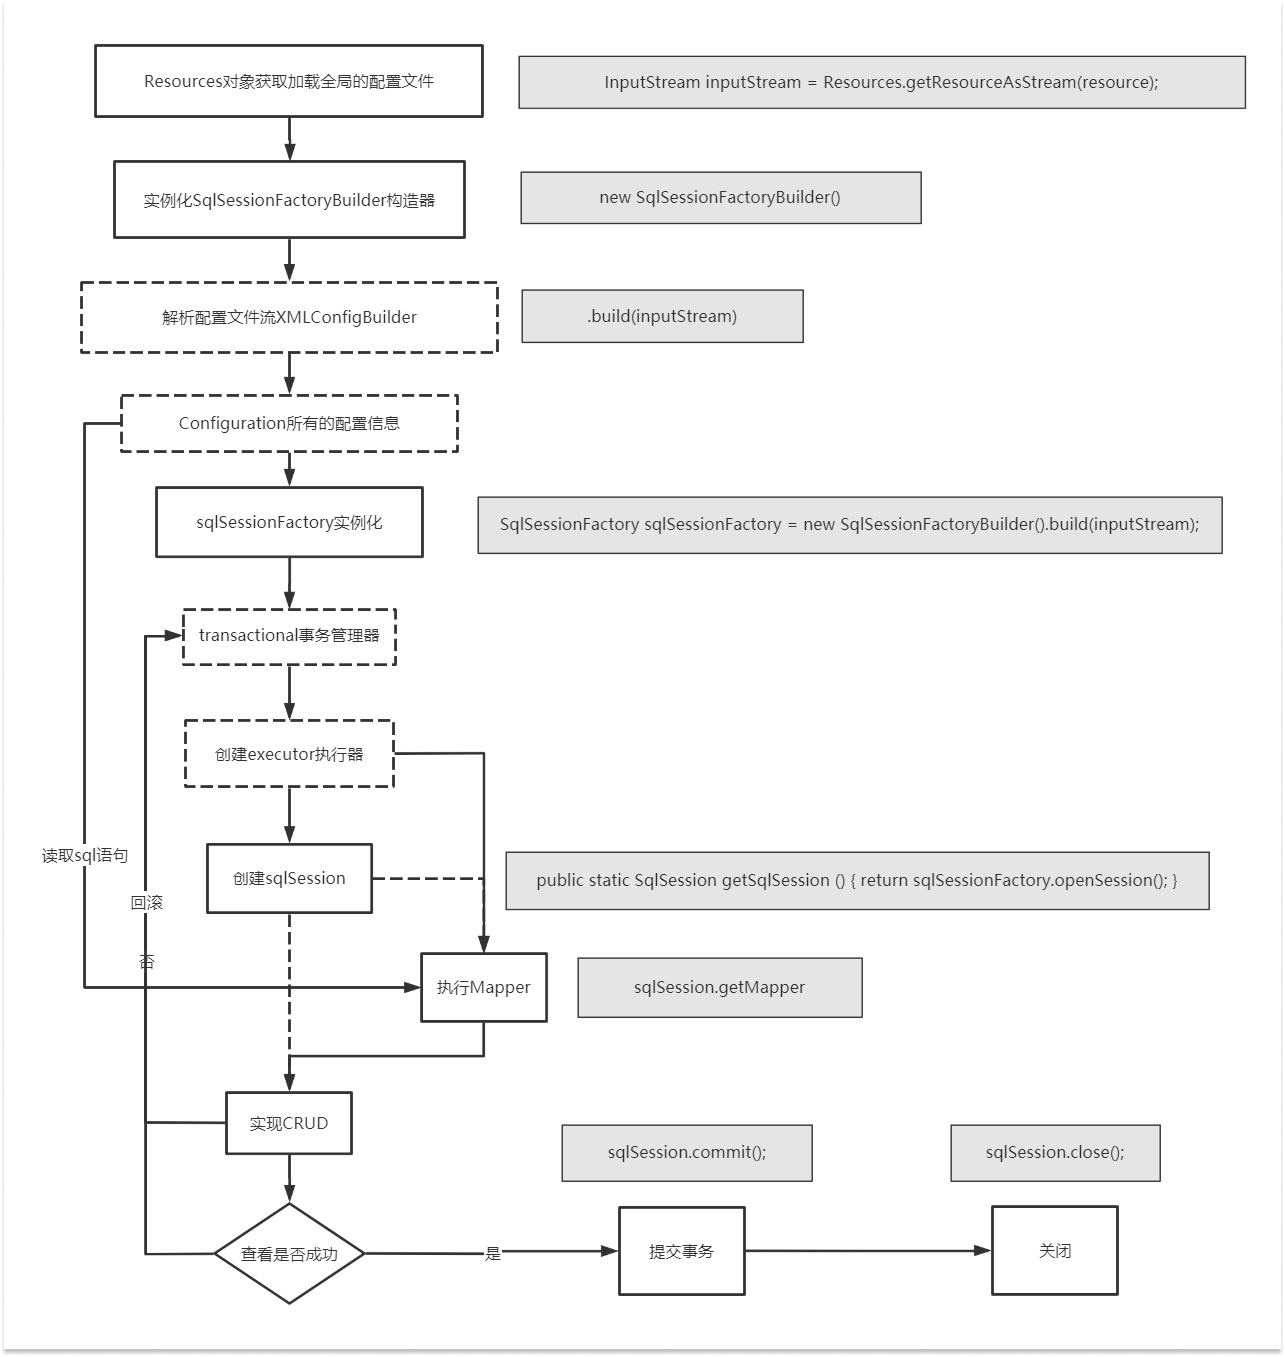 Resources对象获取加载全局的配置文件
InputStream inputStream = Resources.getResourceAsStream(resource);
实例化SqlSessionFactoryBuilder构造器
new SqlSessionFactoryBuilder()
解析配置文件流XMLConfigBuilder
.build(inputStream)
Configuration所有的配置信息
sqlSessionFactory实例化
SqlSessionFactory sqlSessionFactory = new SqlSessionFactoryBuilder().build(inputStream);
transactional事务管理器
创建executor执行器
读取sql语句
创建sqlSession
public static SqlSession getSqlSession () { return sqlSessionFactory.openSession(); }
回滚
否
执行Mapper
sqlSession.getMapper
实现CRUD
sqlSession.commit();
sqlSession.close();
查看是否成功
是
提交事务
关闭